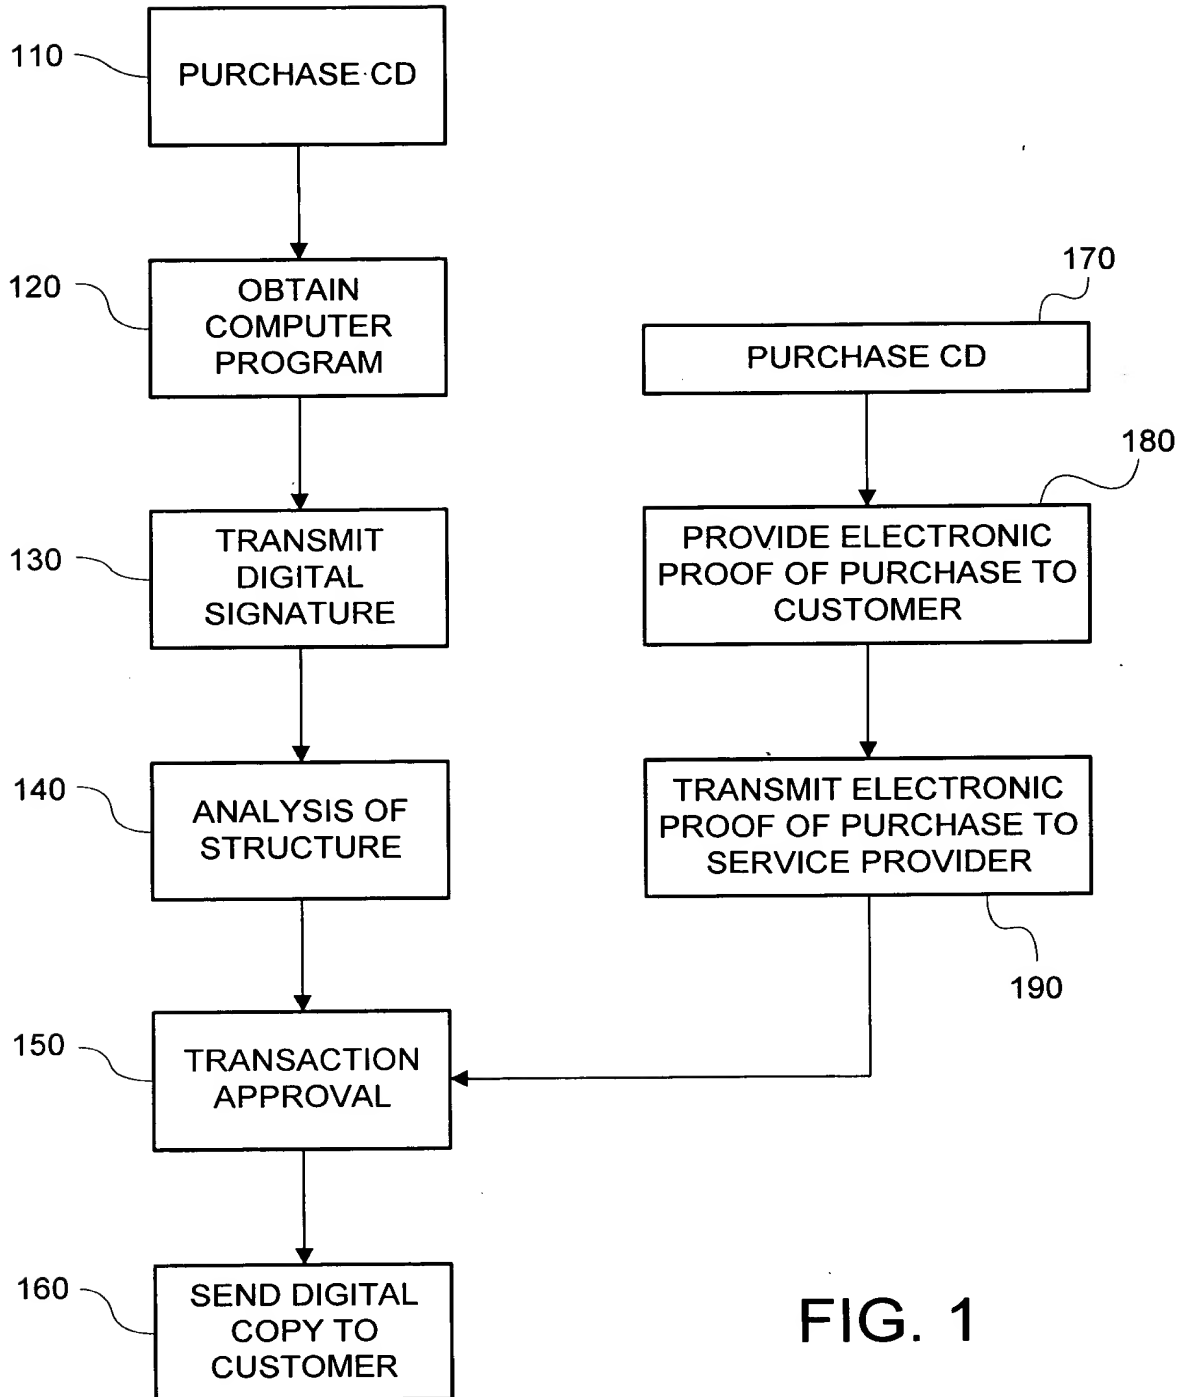 110
PURCHASE CD
120
OBTAIN
COMPUTER
PROGRAM
130
TRANSMIT
DIGITAL
SIGNATURE
140
ANALYSIS OF
STRUCTURE
150
TRANSACTION
APPROVAL
160
SEND DIGITAL
COPY TO
CUSTOMER
170
PURCHASE CD
180
PROVIDE ELECTRONIC
PROOF OF PURCHASE TO
CUSTOMER
TRANSMIT ELECTRONIC
PROOF OF PURCHASE TO
SERVICE PROVIDER
190
FIG. 1